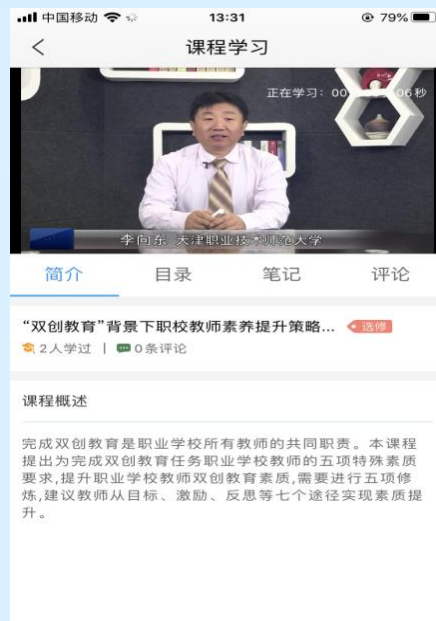 中国移动 13:31 79%
课程学习
正在学习: 00 06秒
李向东 天津职业技术师范大学
简介 目录 笔记 评论
“双创教育”背景下职校教师素养提升策略... 选修
2人学过 | 0条评论
课程概述
完成双创教育是职业学校所有教师的共同职责。本课程
提出为完成双创教育任务职业学校教师的五项特殊素质
要求,提升职业学校教师双创教育素质,需要进行五项修
炼,建议教师从目标、激励、反思等七个途径实现素质提
升。